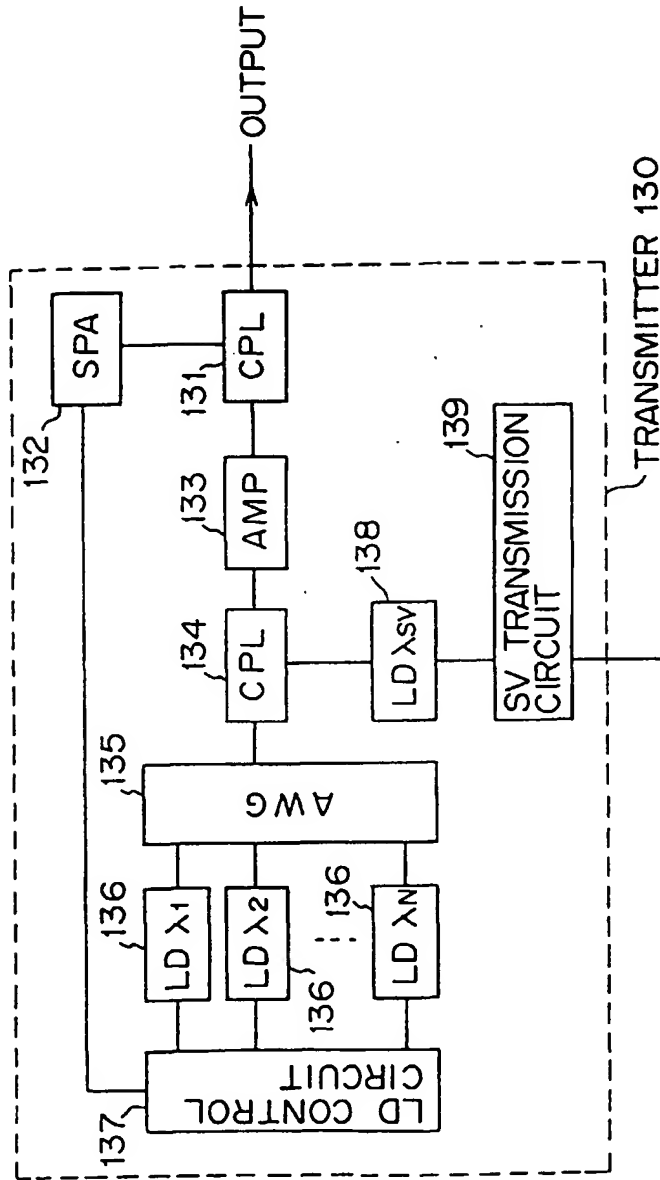 TRANSMITTER 130
OUTPUT
SPA
132
CPL
131
AMP
133
CPL
134
LD λSV
138
SV TRANSMISSION
CIRCUIT
139
AWG
135
LD λ1
136
LD λ2
136
LD λN
136
LD CONTROL
CIRCUIT
137